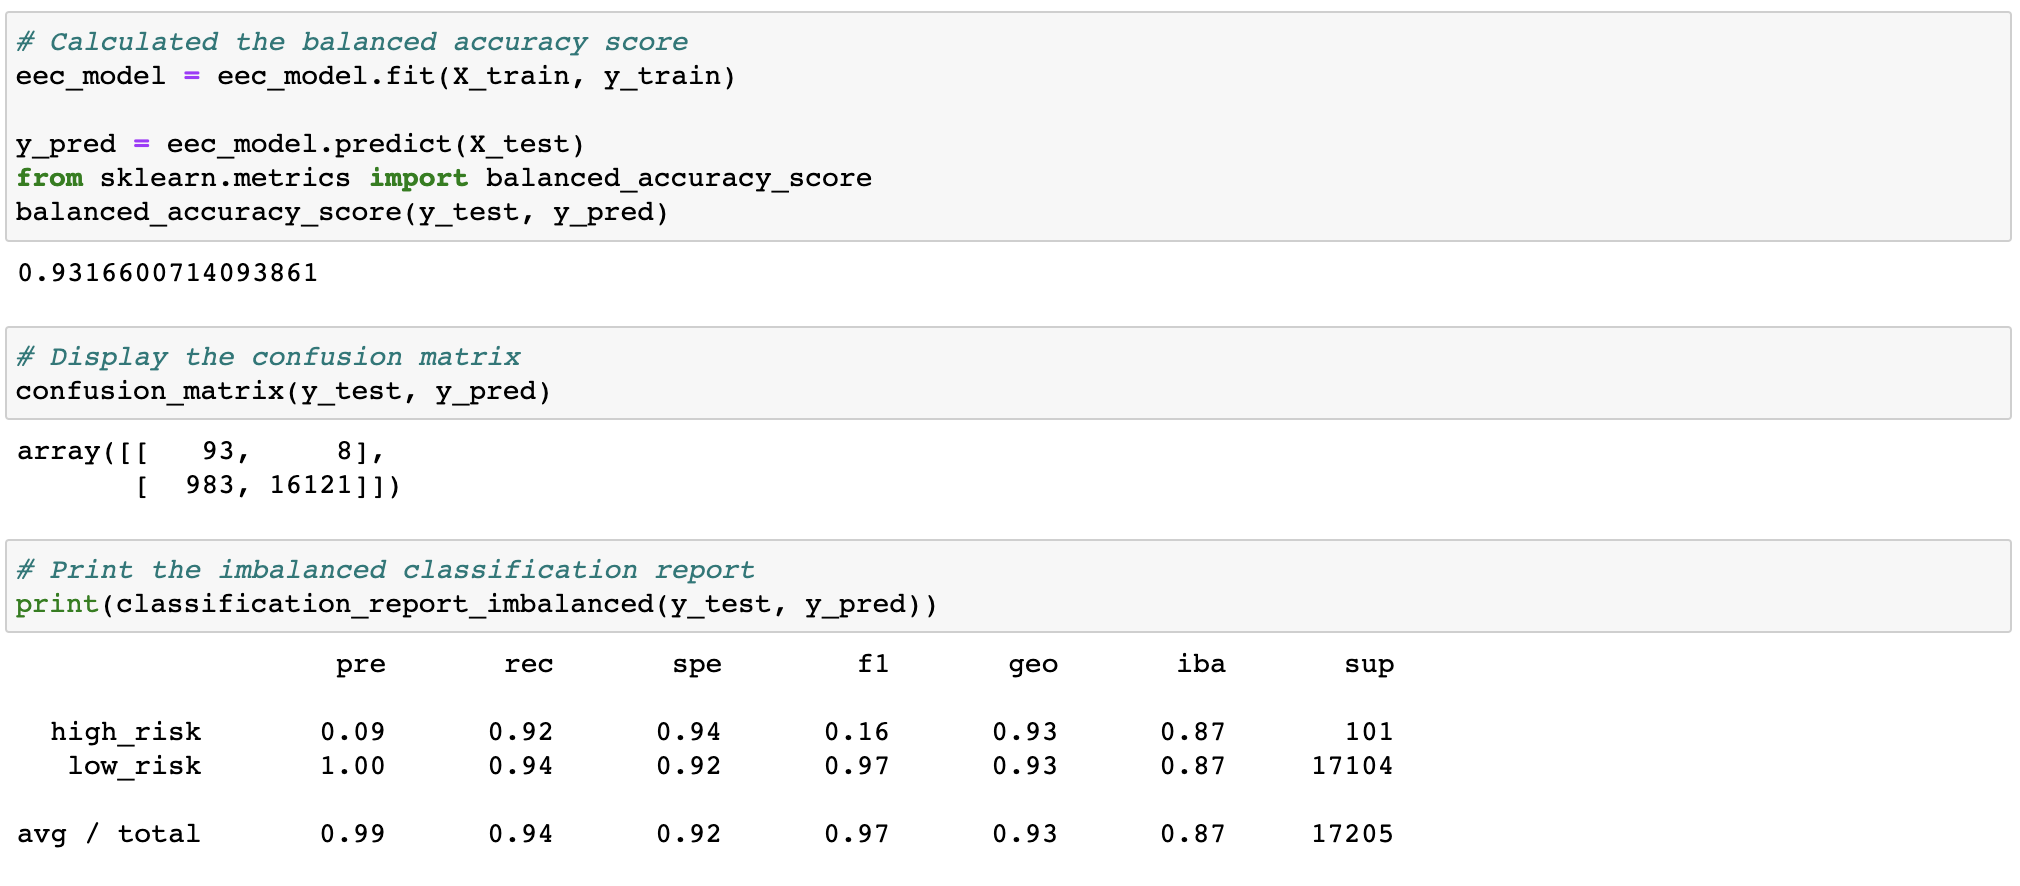 # Calculated the balanced accuracy score
eec_model = eec_model.fit(X_train, y_train)
y_pred = eec_model.predict(X_test)
from sklearn.metrics import balanced_accuracy_score
balanced_accuracy_score(y_test, y_pred)
0.9316600714093861
# Display the confusion matrix
confusion_matrix(y_test, y_pred)
array([[   93,     8],
       [  983, 16121]])
# Print the imbalanced classification report
print(classification_report_imbalanced(y_test, y_pred))
                   pre       rec       spe        f1       geo       iba       sup
  high_risk       0.09      0.92      0.94      0.16      0.93      0.87       101
   low_risk       1.00      0.94      0.92      0.97      0.93      0.87     17104
avg / total       0.99      0.94      0.92      0.97      0.93      0.87     17205